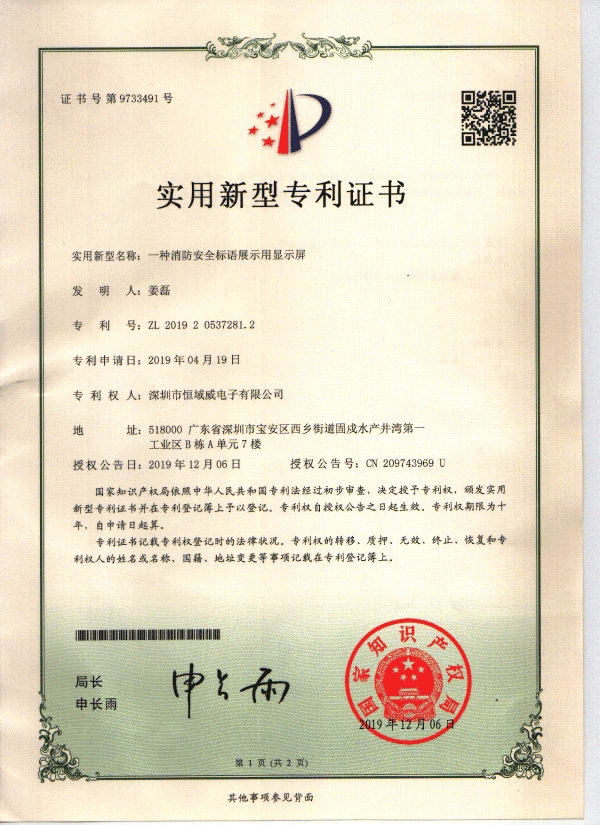 证书号第9733491号
实用新型专利证书
实用新型名称：一种消防安全标语展示用显示屏
发明人：姜磊
专利号：ZL 2019 2 0537281.2
专利申请日：2019年04月19日
专利权人：深圳市恒域威电子有限公司
地址：518000 广东省深圳市宝安区西乡街道固戍水产井湾第一
工业区B栋A单元7楼
授权公告日：2019年12月06日 授权公告号：CN 209743969 U
国家知识产权局依照中华人民共和国专利法经过初步审查，决定授予专利权，颁发实用
新型专利证书并在专利登记簿上予以登记。专利权自授权公告之日起生效。专利权期限为十
年，自申请日起算。
专利证书记载专利权登记时的法律状况。专利权的转移、质押、无效、终止、恢复和专
利权人的姓名或名称、国籍、地址变更等事项记载在专利登记簿上。
局长
申长雨
申长雨
国家知识产权局
2019年12月06日
第1页(共2页)
其他事项参见背面